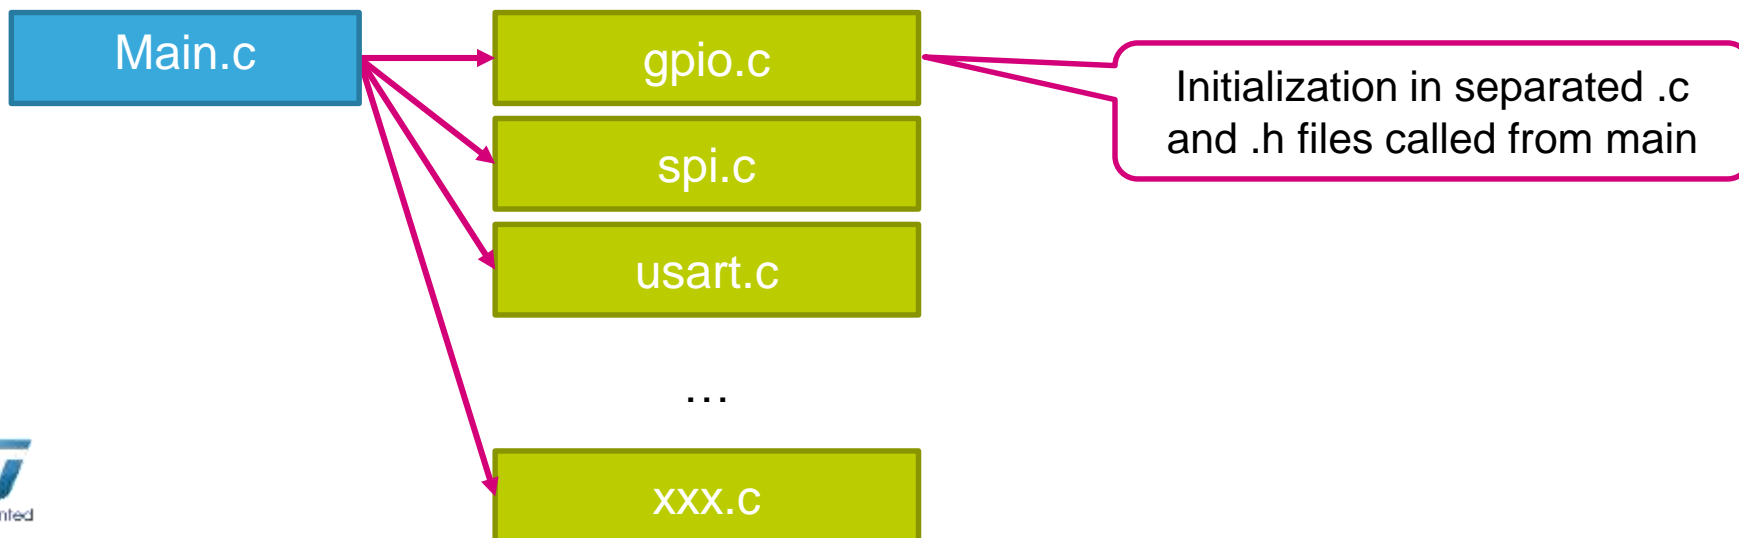 Main.c
gpio.c
Initialization in separated .c
and .h files called from main
spi.c
usart.c
...
xxx.c